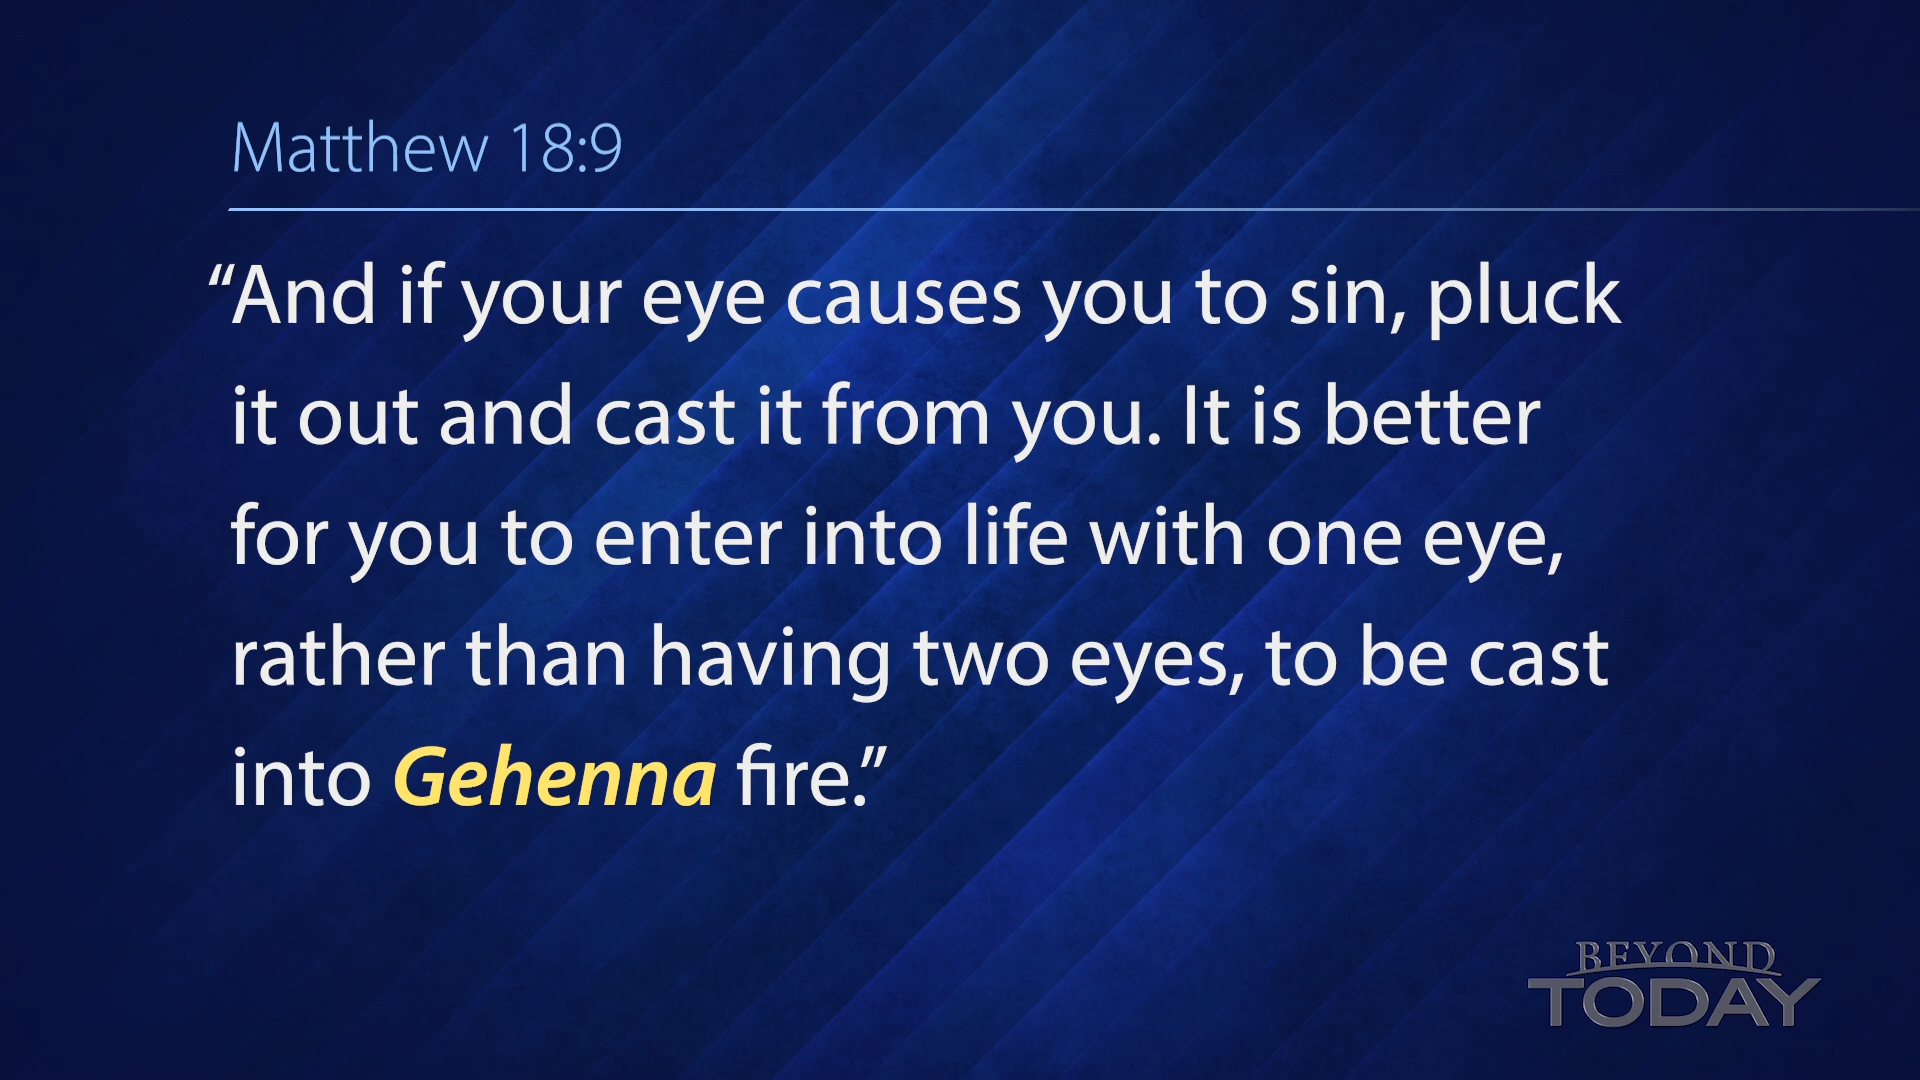 Matthew 18:9
“And if your eye causes you to sin, pluck
it out and cast it from you. It is better
for you to enter into life with one eye,
rather than having two eyes, to be cast
into Gehenna fire.”
BEYOND
TODAY